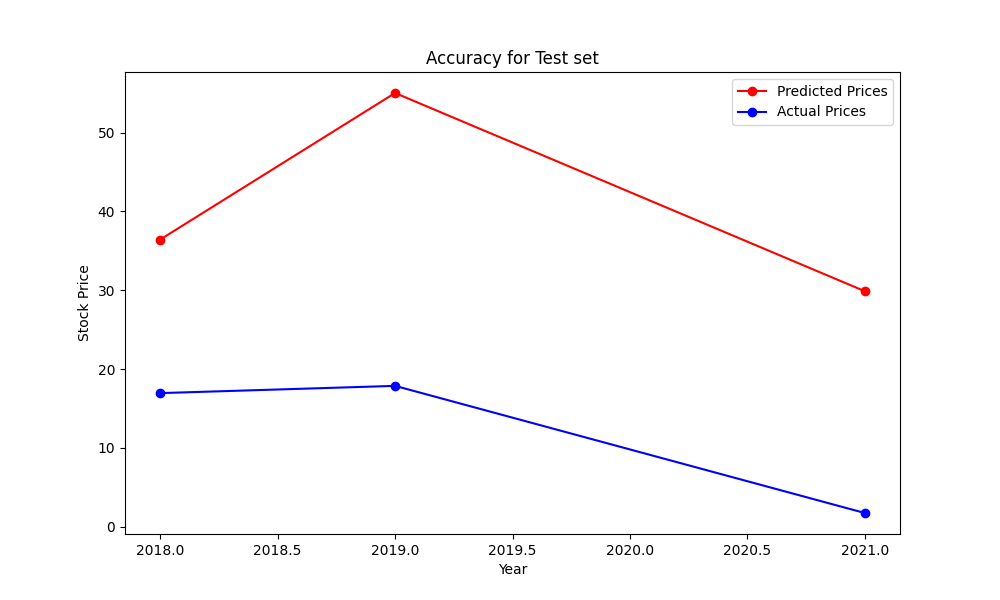 Accuracy for Test set
Predicted Prices
Actual Prices
50
40
30
20
10
0
Stock Price
2018.0 2018.5 2019.0 2019.5 2020.0 2020.5 2021.0
Year